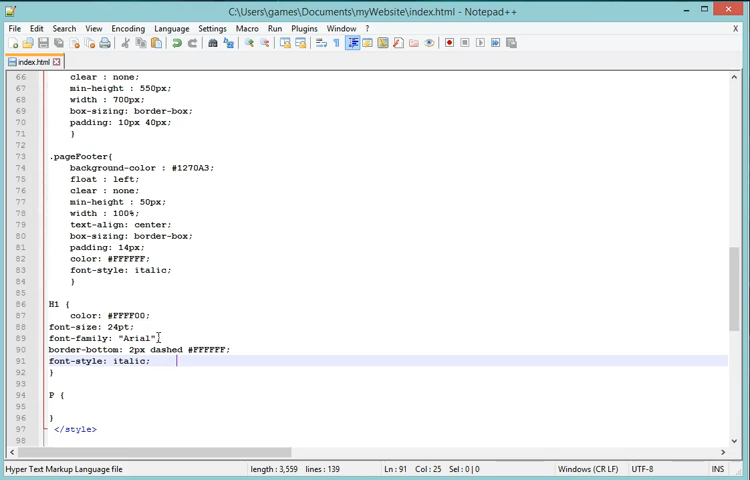 C:\Users\games\Documents\myWebsite\index.html - Notepad++
File Edit Search View Encoding Language Settings Macro Run Plugins Window ? X
index.html
66 clear : none;
67 min-height : 550px;
68 width : 700px;
69 box-sizing: border-box;
70 padding: 10px 40px;
71 }
72
73 .pageFooter{
74 background-color : #1270A3;
75 float : left;
76 clear : none;
77 min-height : 50px;
78 width : 100%;
79 text-align: center;
80 box-sizing: border-box;
81 padding: 14px;
82 color: #FFFFFF;
83 font-style: italic;
84 }
85
86 H1 {
87 color: #FFFF00;
88 font-size: 24pt;
89 font-family: "Arial"
90 border-bottom: 2px dashed #FFFFFF;
91 font-style: italic;
92 }
93
94 P {
95
96 }
97 </style>
98
Hyper Text Markup Language file length : 3,559 lines : 139 Ln : 91 Col : 25 Sel : 0 | 0 Windows (CR LF) UTF-8 INS